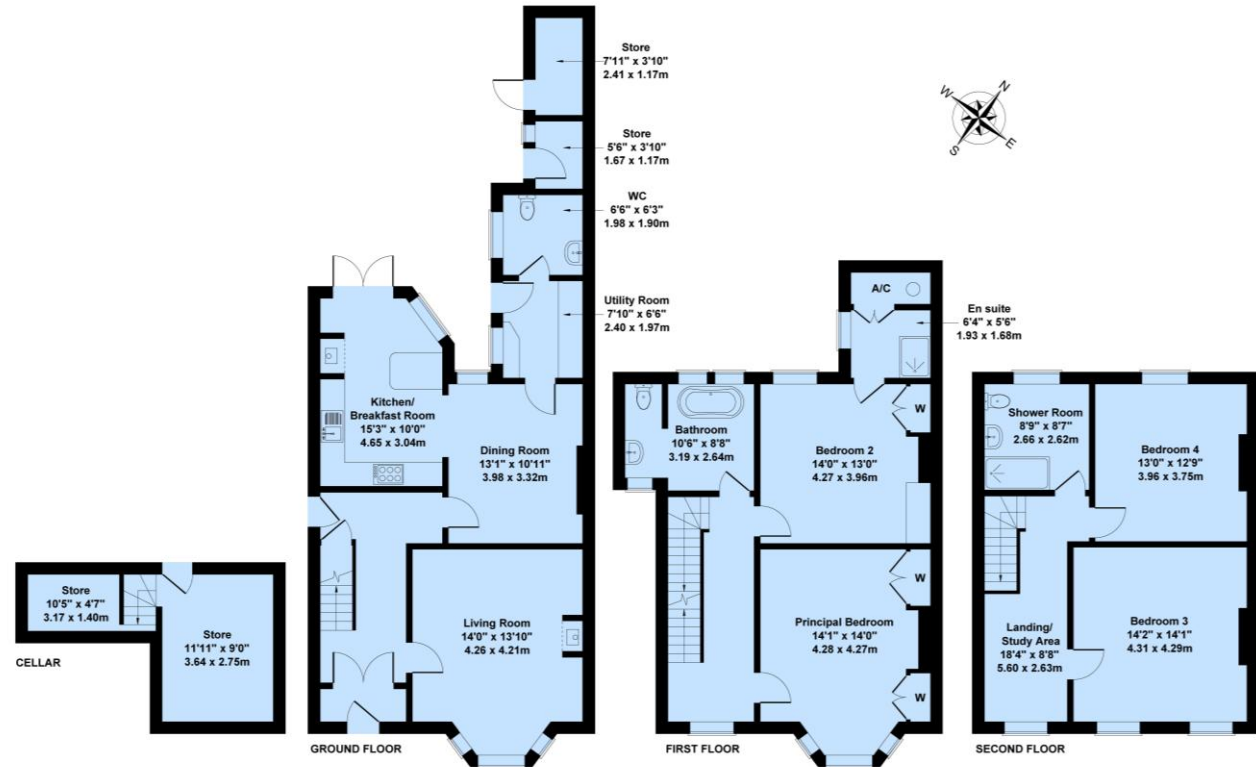 Store
7'11" x 3'10"
2.41 x 1.17m
Store
5'6" x 3'10"
1.67 x 1.17m
WC
6'6" x 6'3"
1.98 x 1.90m
Utility Room
7'10" x 6'6"
2.40 x 1.97m
Kitchen/
Breakfast Room
15'3" x 10'0"
4.65 x 3.04m
Dining Room
13'1" x 10'11"
3.98 x 3.32m
Living Room
14'0" x 13'10"
4.26 x 4.21m
GROUND FLOOR
Store
10'5" x 4'7"
3.17 x 1.40m
Store
11'11" x 9'0"
3.64 x 2.75m
CELLAR
N
E
S
W
A/C
En suite
6'4" x 5'6"
1.93 x 1.68m
Bathroom
10'6" x 8'8"
3.19 x 2.64m
Bedroom 2
14'0" x 13'0"
4.27 x 3.96m
W
W
Principal Bedroom
14'1" x 14'0"
4.28 x 4.27m
W
FIRST FLOOR
Shower Room
8'9" x 8'7"
2.66 x 2.62m
Bedroom 4
13'0" x 12'9"
3.96 x 3.75m
Landing/
Study Area
18'4" x 8'8"
5.60 x 2.63m
Bedroom 3
14'2" x 14'1"
4.31 x 4.29m
SECOND FLOOR